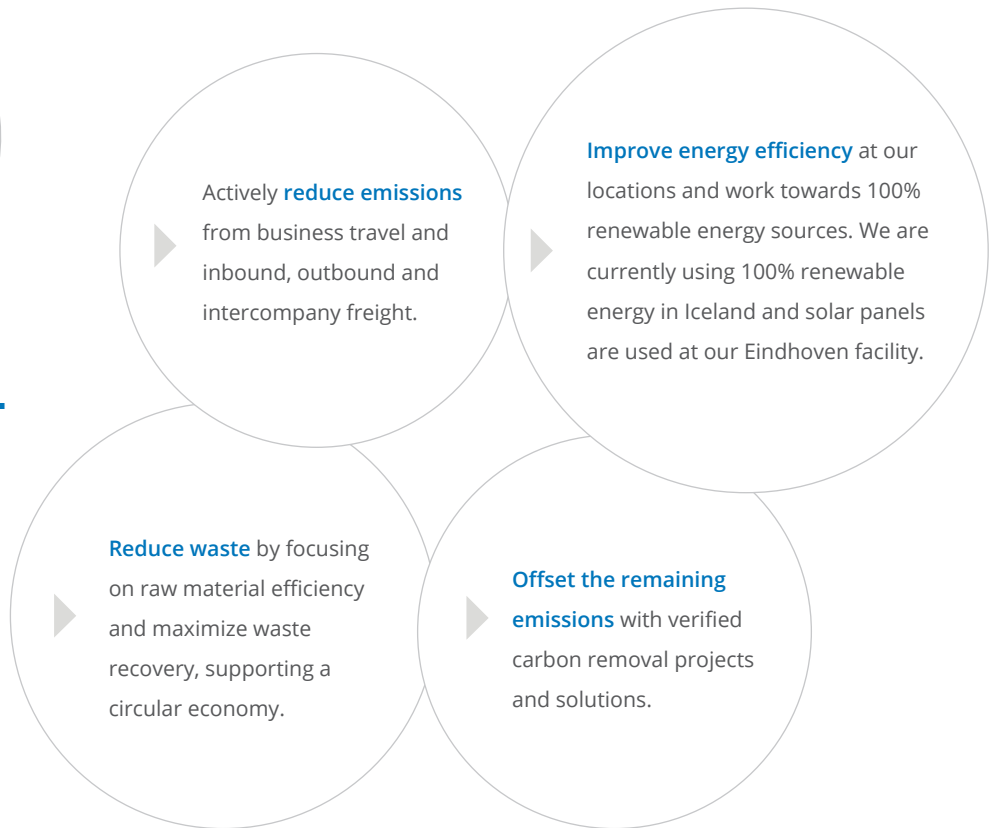 Actively reduce emissions
from business travel and
inbound, outbound and
intercompany freight.
Improve energy efficiency at our
locations and work towards 100%
renewable energy sources. We are
currently using 100% renewable
energy in Iceland and solar panels
are used at our Eindhoven facility.
Reduce waste by focusing
on raw material efficiency
and maximize waste
recovery, supporting a
circular economy.
Offset the remaining
emissions with verified
carbon removal projects
and solutions.